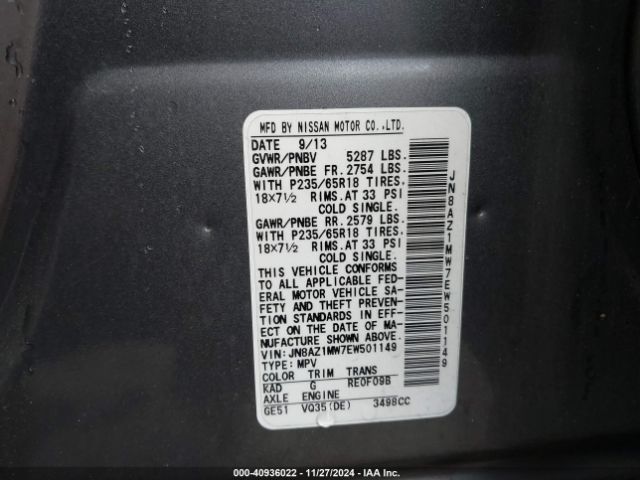 MFD BY NISSAN MOTOR CO.,LTD.
DATE 9/13
GVWR/PNBV 5287 LBS.
GAWR/PNBE FR. 2754 LBS.
WITH P235/65R18 TIRES,
18×7½ RIMS.AT 33 PSI
COLD SINGLE.
GAWR/PNBE RR. 2579 LBS.
WITH P235/65R18 TIRES,
18×7½ RIMS.AT 33 PSI
COLD SINGLE.
THIS VEHICLE CONFORMS
TO ALL APPLICABLE FED-
ERAL MOTOR VEHICLE SA-
FETY AND THEFT PREVEN-
TION STANDARDS IN EFF-
ECT ON THE DATE OF MA-
NUFACTURE SHOWN ABOVE.
VIN: JN8AZ1MW7EW501149
TYPE: MPV
COLOR TRIM TRANS
KAD G RE0F09B
AXLE ENGINE
GE51 VQ35(DE) 3498CC
JN8AZ1MW7EW501149
000-40936022 - 11/27/2024 - IAA Inc.